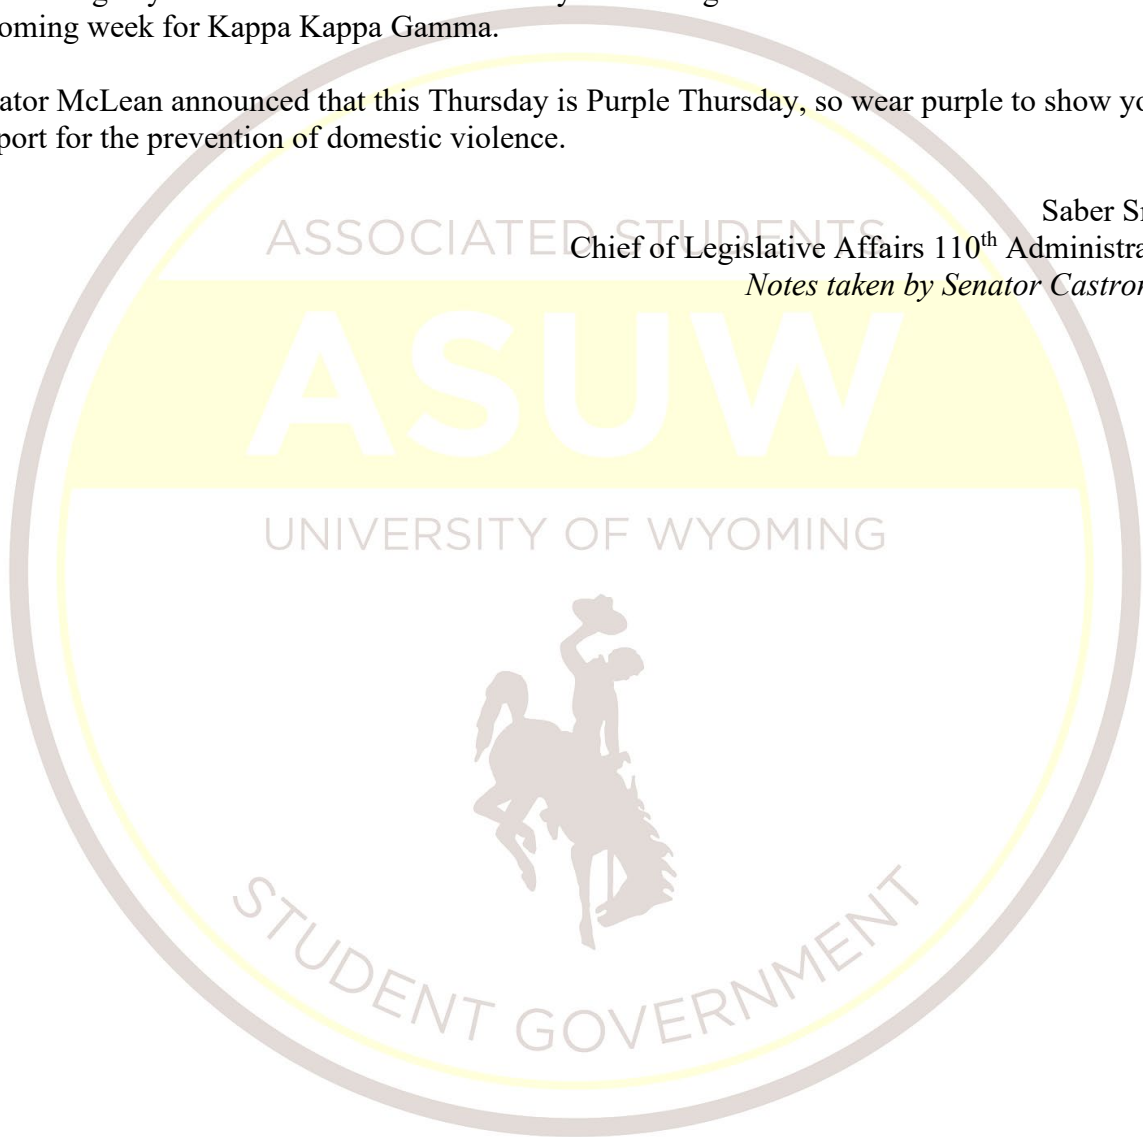 oming week for Kappa Kappa Gamma.
ator McLean announced that this Thursday is Purple Thursday, so wear purple to show yo
port for the prevention of domestic violence.
Saber S
Chief of Legislative Affairs 110th Administra
Notes taken by Senator Castro
ASSOCIATED STUDENTS
ASUW
UNIVERSITY OF WYOMING
STUDENT GOVERNMENT